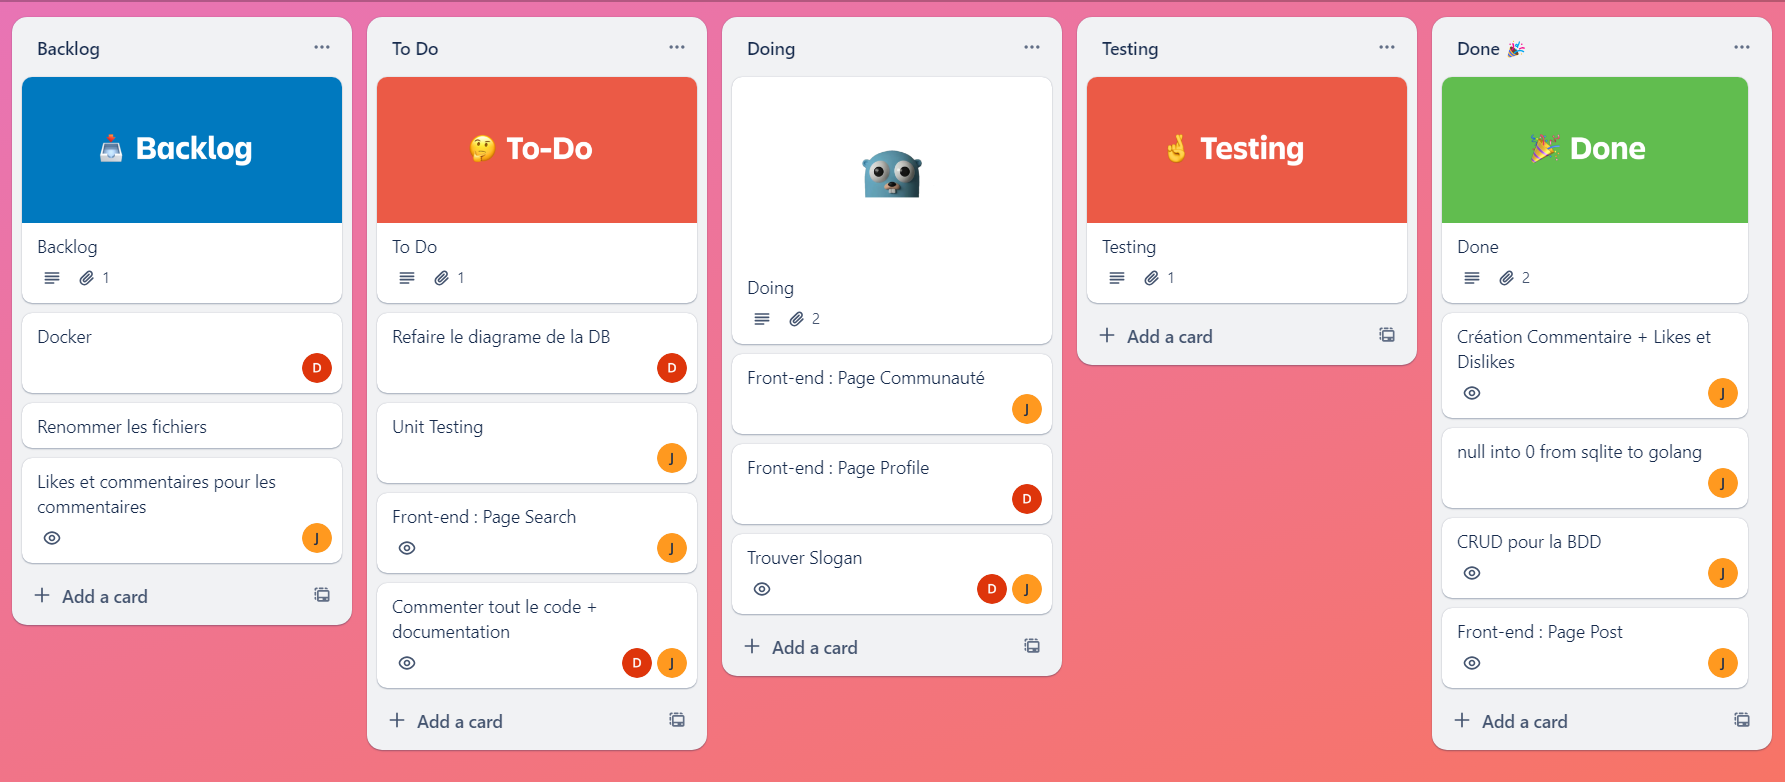 Backlog
Backlog
Backlog
1
Docker
D
Renommer les fichiers
Likes et commentaires pour les
commentaires
J
Add a card
To Do
To-Do
To Do
1
Refaire le diagrame de la DB
D
Unit Testing
J
Front-end : Page Search
J
Commenter tout le code +
documentation
D J
Add a card
Doing
Doing
2
Front-end : Page Communauté
J
Front-end : Page Profile
D
Trouver Slogan
D J
Add a card
Testing
Testing
Testing
1
Add a card
Done
Done
Done
2
Création Commentaire + Likes et
Dislikes
J
null into 0 from sqlite to golang
J
CRUD pour la BDD
J
Front-end : Page Post
J
Add a card